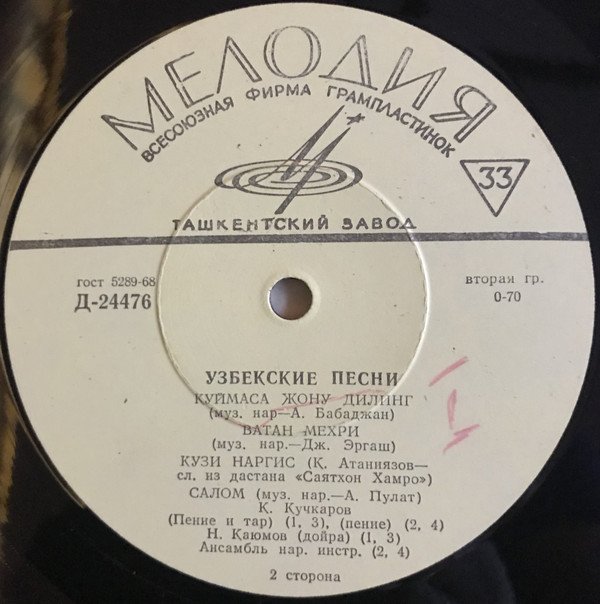 МЕЛОДИЯ
ВСЕСОЮЗНАЯ ФИРМА ГРАМПЛАСТИНОК
33
ТАШКЕНТСКИЙ ЗАВОД
гост 5289-68
Д-24476
вторая гр.
0-70
УЗБЕКСКИЕ ПЕСНИ
КУЙМАСА ЖОНУ ДИЛИНГ
(муз. нар—А. Бабаджан)
ВАТАН МЕХРИ
(муз. нар.—Дж. Эргаш)
КУЗИ НАРГИС (К. Атаниязов—
сл. из дастана «Саятхон Хамро»)
САЛОМ (муз. нар.—А. Пулат)
К. Кучкаров
(Пение и тар) (1, 3), (пение) (2, 4)
Н. Каюмов (дойра) (1, 3)
Ансамбль нар. инстр. (2, 4)
2 сторона